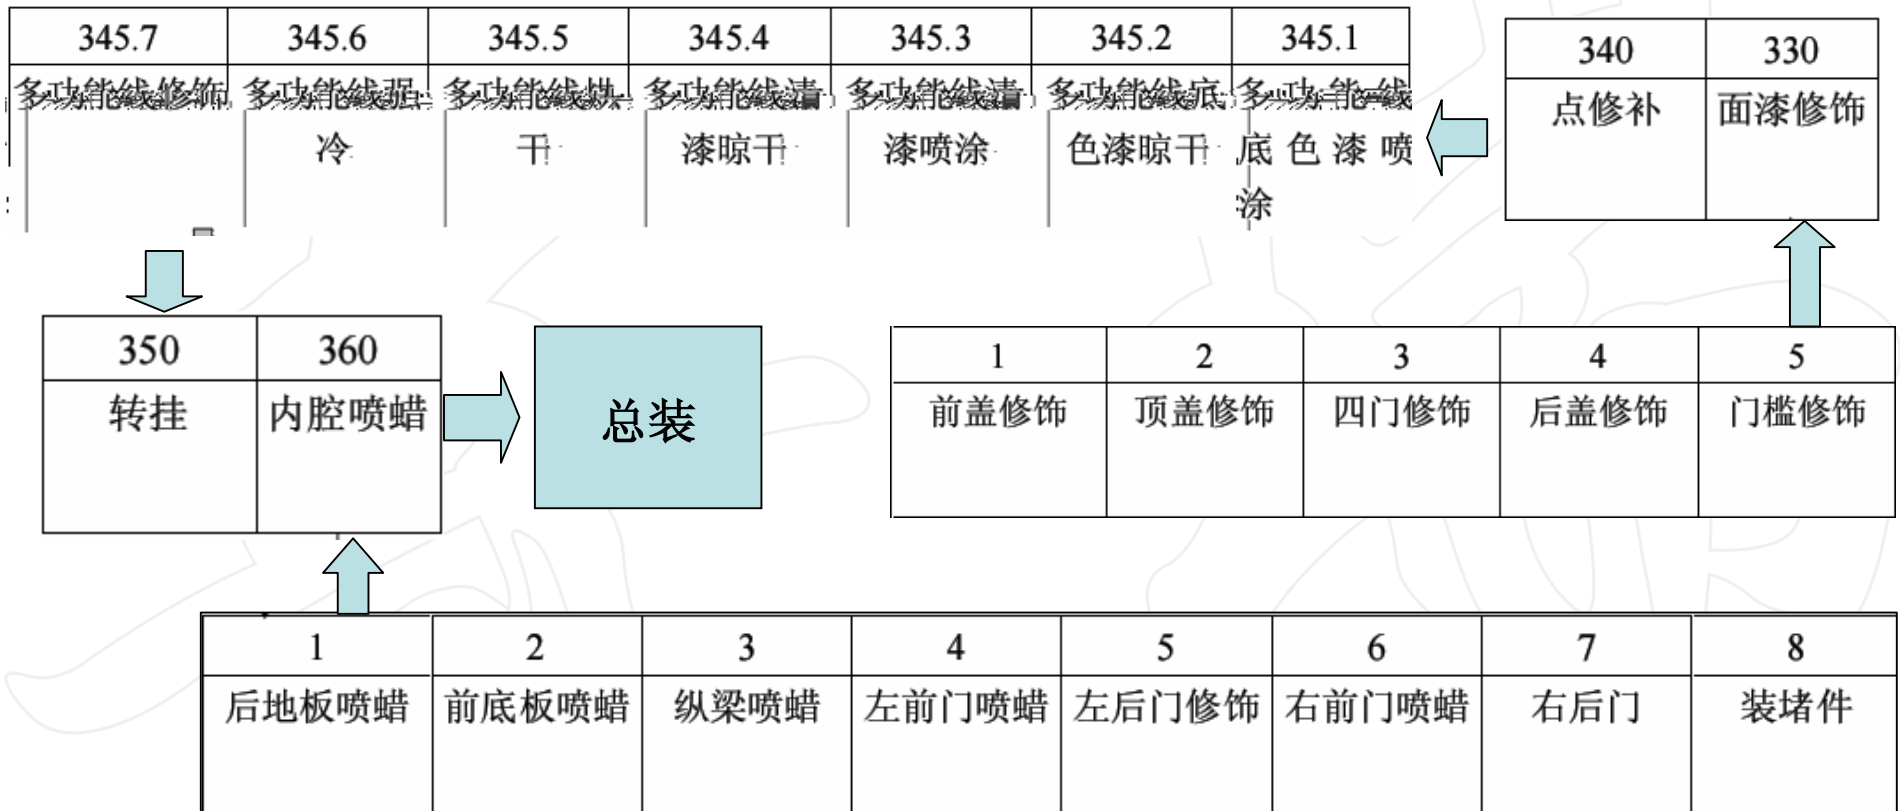 345.7 345.6 345.5 345.4 345.3 345.2 345.1
多功能线修饰 多功能线强 多功能线烘 多功能线清 多功能线清 多功能线底 多功能线
冷 干 漆晾干 漆喷涂 色漆晾干 底色漆喷
涂
340 330
点修补 面漆修饰
350 360
转挂 内腔喷蜡
总装
1 2 3 4 5
前盖修饰 顶盖修饰 四门修饰 后盖修饰 门槛修饰
1 2 3 4 5 6 7 8
后地板喷蜡 前底板喷蜡 纵梁喷蜡 左前门喷蜡 左后门修饰 右前门喷蜡 右后门 装堵件